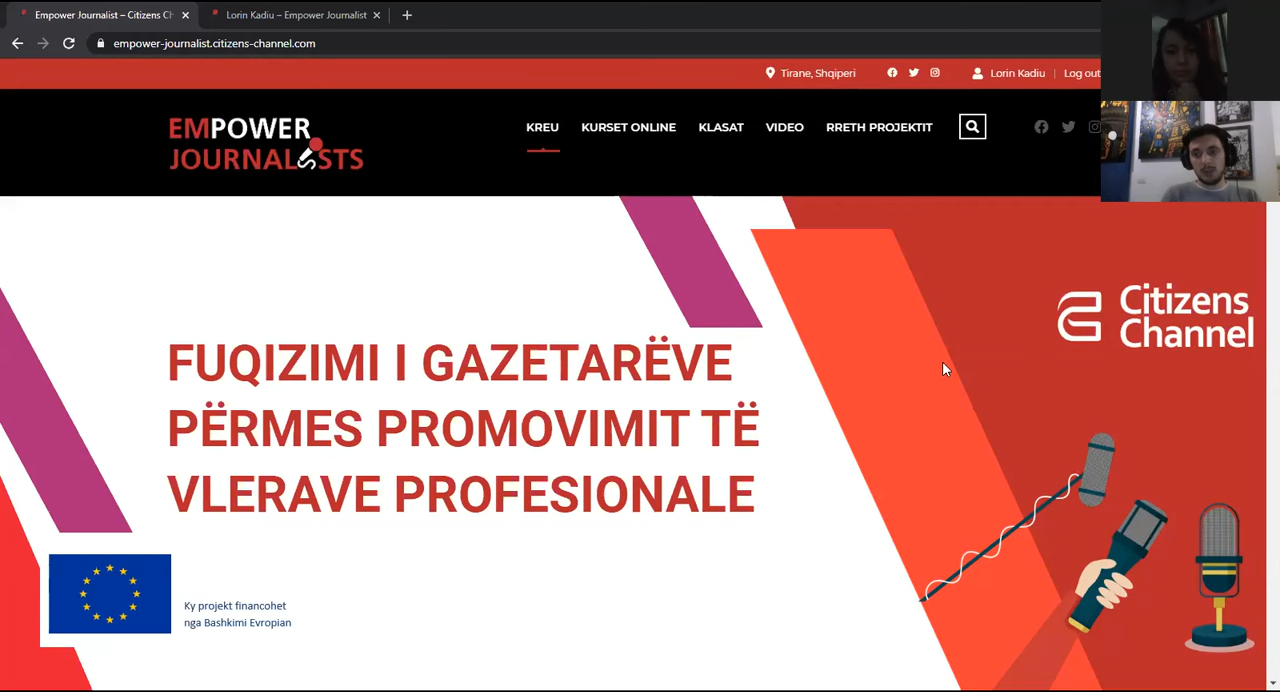 Empower Journalist – Citizens Ch
Lorin Kadiu – Empower Journalist
empower-journalist.citizens-channel.com
Tirane, Shqiperi
Lorin Kadiu
Log out
EMPOWER
JOURNALISTS
KREU
KURSET ONLINE
KLASAT
VIDEO
RRETH PROJEKTIT
Citizens
Channel
FUQIZIMI I GAZETARËVE
PËRMES PROMOVIMIT TË
VLERAVE PROFESIONALE
Ky projekt financohet
nga Bashkimi Evropian